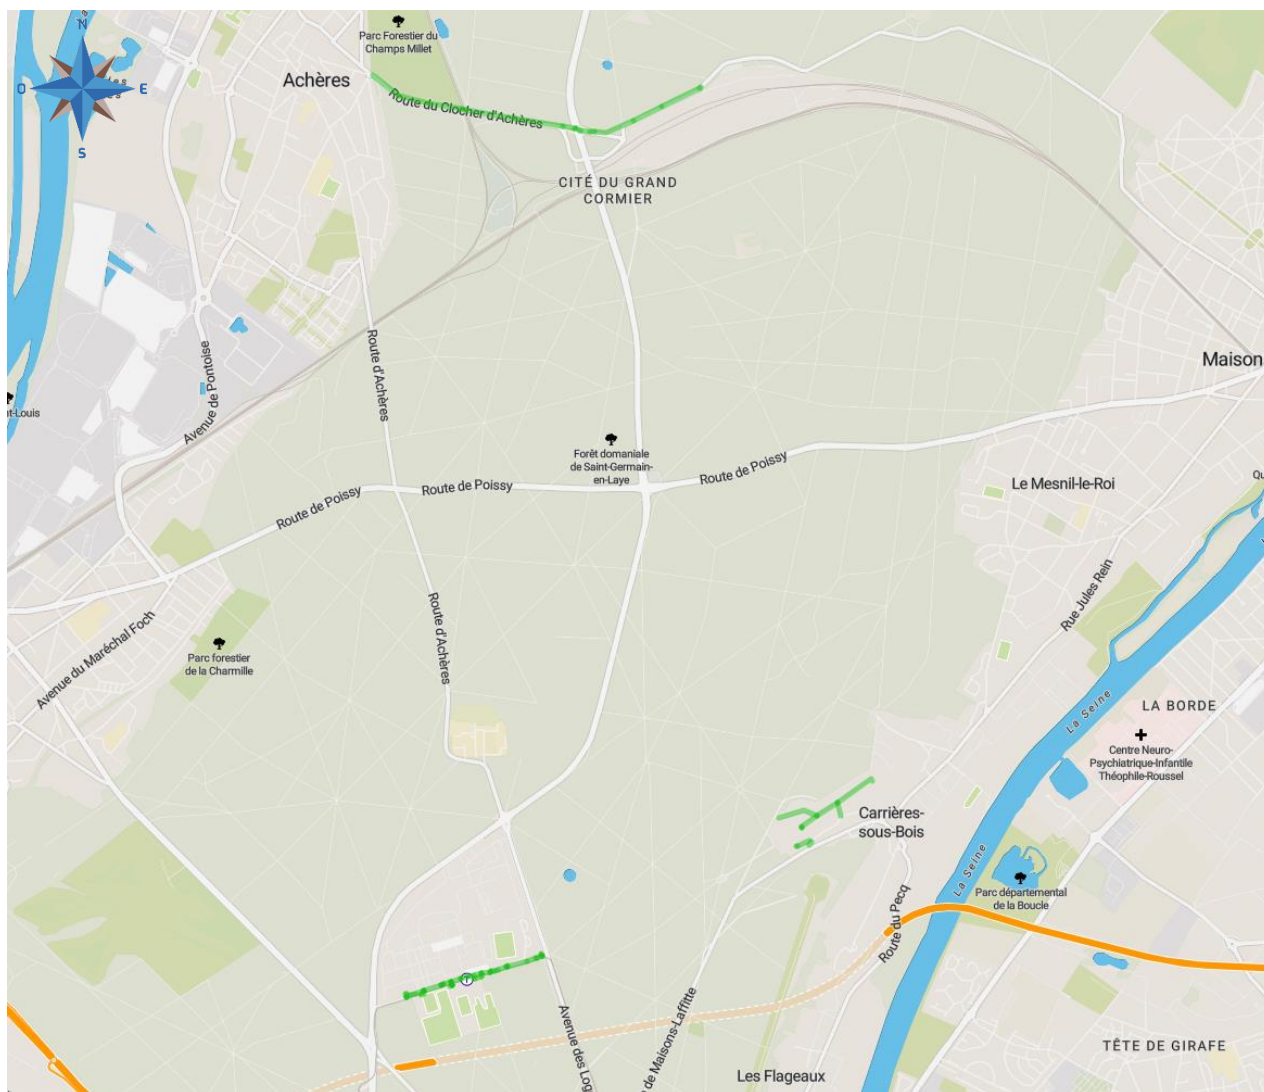 N
O
E
S
Parc Forestier du
Champs Millet
Achères
Route du Clocher d'Achères
CITÉ DU GRAND
CORMIER
Route d'Achères
Avenue de Pontoise
Maison
nt-Louis
Forêt domaniale
de Saint-Germain-
en-Laye
Route de Poissy
Route de Poissy
Route de Poissy
Le Mesnil-le-Roi
Qu
Rue Jules Rein
Route d'Achères
Avenue du Maréchal Foch
Parc forestier
de la Charmille
La Seine
LA BORDE
Centre Neuro-
Psychiatrique-Infantile
Théophile-Roussel
Carrières-
sous-Bois
La Seine
Parc départemental
de la Boucle
Route du Pecq
T
Avenue des Log
de Maisons-Laffitte
TÊTE DE GIRAFE
Les Flageaux